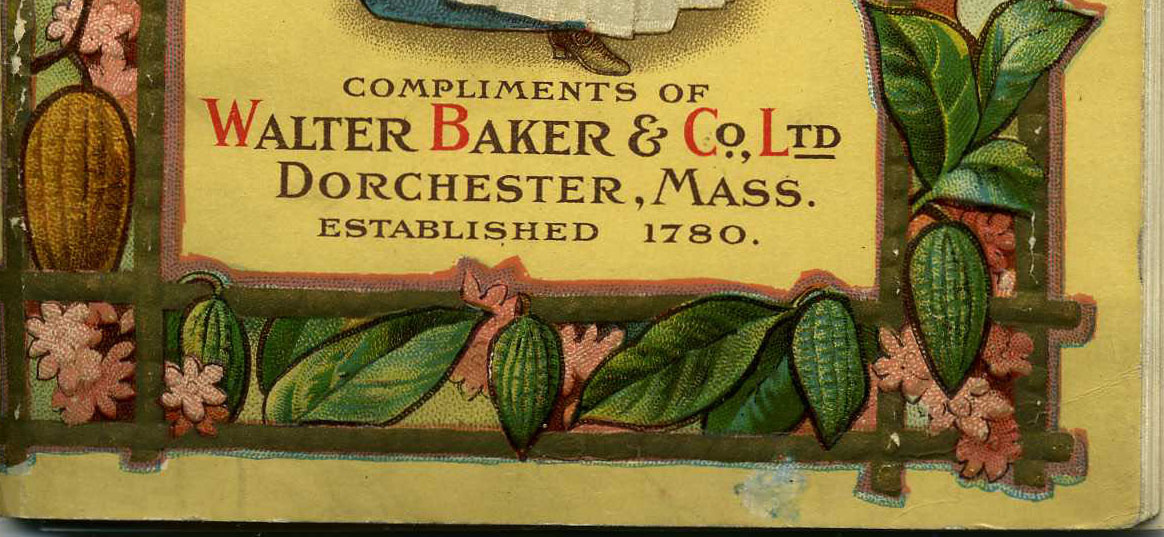 COMPLIMENTS OF
WALTER BAKER & CO., LTD
DORCHESTER, MASS.
ESTABLISHED 1780.